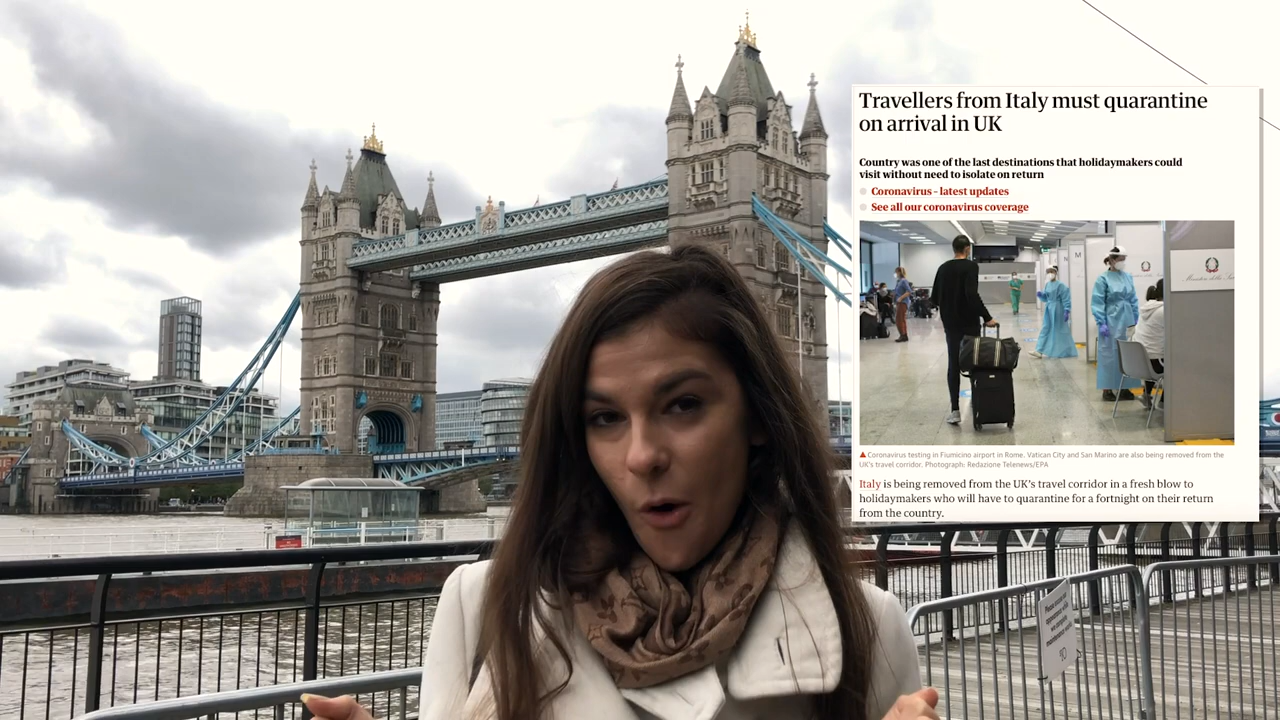 Travellers from Italy must quarantine
on arrival in UK
Country was one of the last destinations that holidaymakers could
visit without need to isolate on return
Coronavirus – latest updates
See all our coronavirus coverage
Coronavirus testing in Fiumicino airport in Rome. Vatican City and San Marino are also being removed from the
UK's travel corridor. Photograph: Redazione Telenews/EPA
Italy is being removed from the UK's travel corridor in a fresh blow to
holidaymakers who will have to quarantine for a fortnight on their return
from the country.